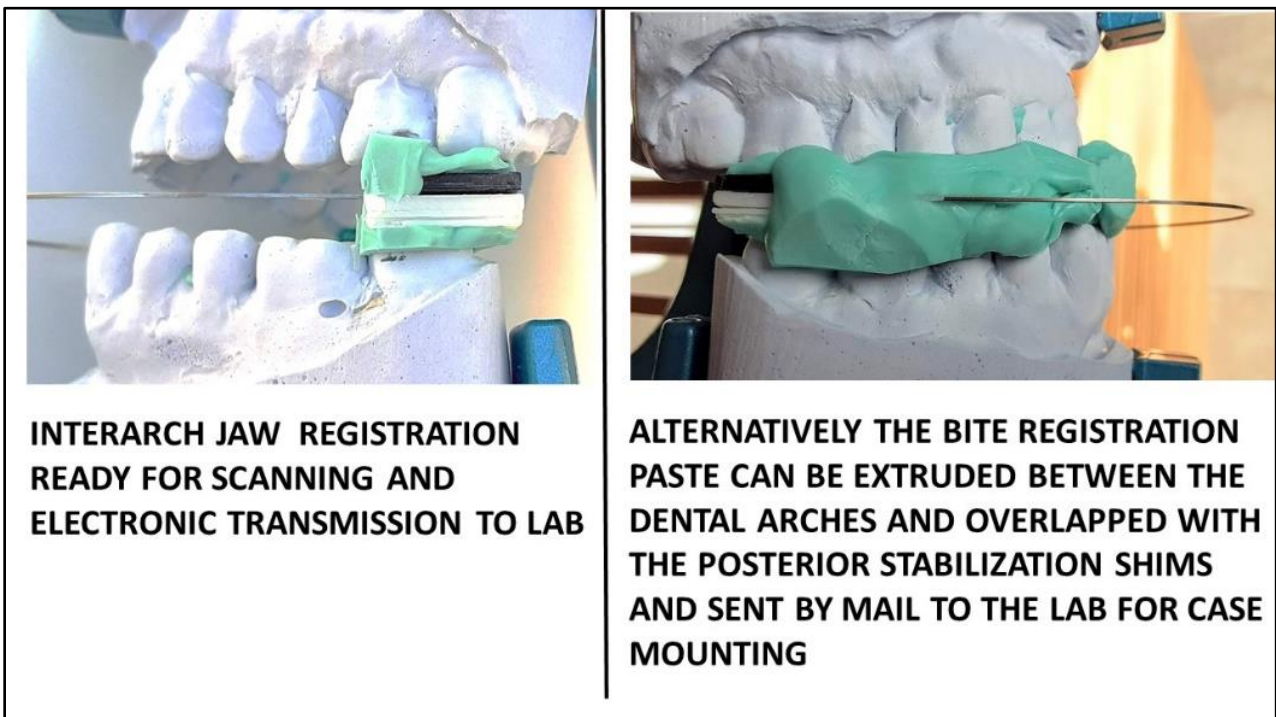 INTERARCH JAW REGISTRATION
READY FOR SCANNING AND
ELECTRONIC TRANSMISSION TO LAB
ALTERNATIVELY THE BITE REGISTRATION
PASTE CAN BE EXTRUDED BETWEEN THE
DENTAL ARCHES AND OVERLAPPED WITH
THE POSTERIOR STABILIZATION SHIMS
AND SENT BY MAIL TO THE LAB FOR CASE
MOUNTING